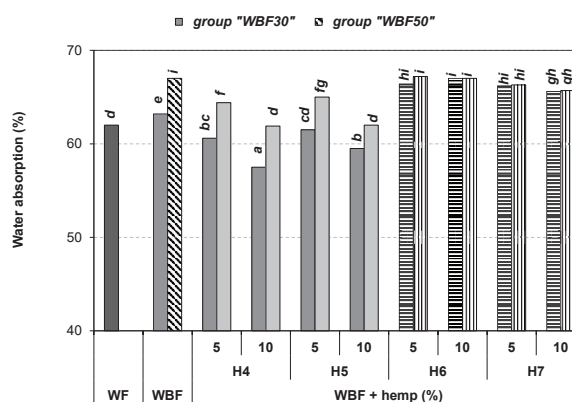 group "WBF30" group "WBF50"
70
60
50
40
Water absorption (%)
d e i bc f a d cd fg b d hi i i i hi hi gh gh
5 10 5 10 5 10 5 10
H4 H5 H6 H7
WF WBF WBF + hemp (%)